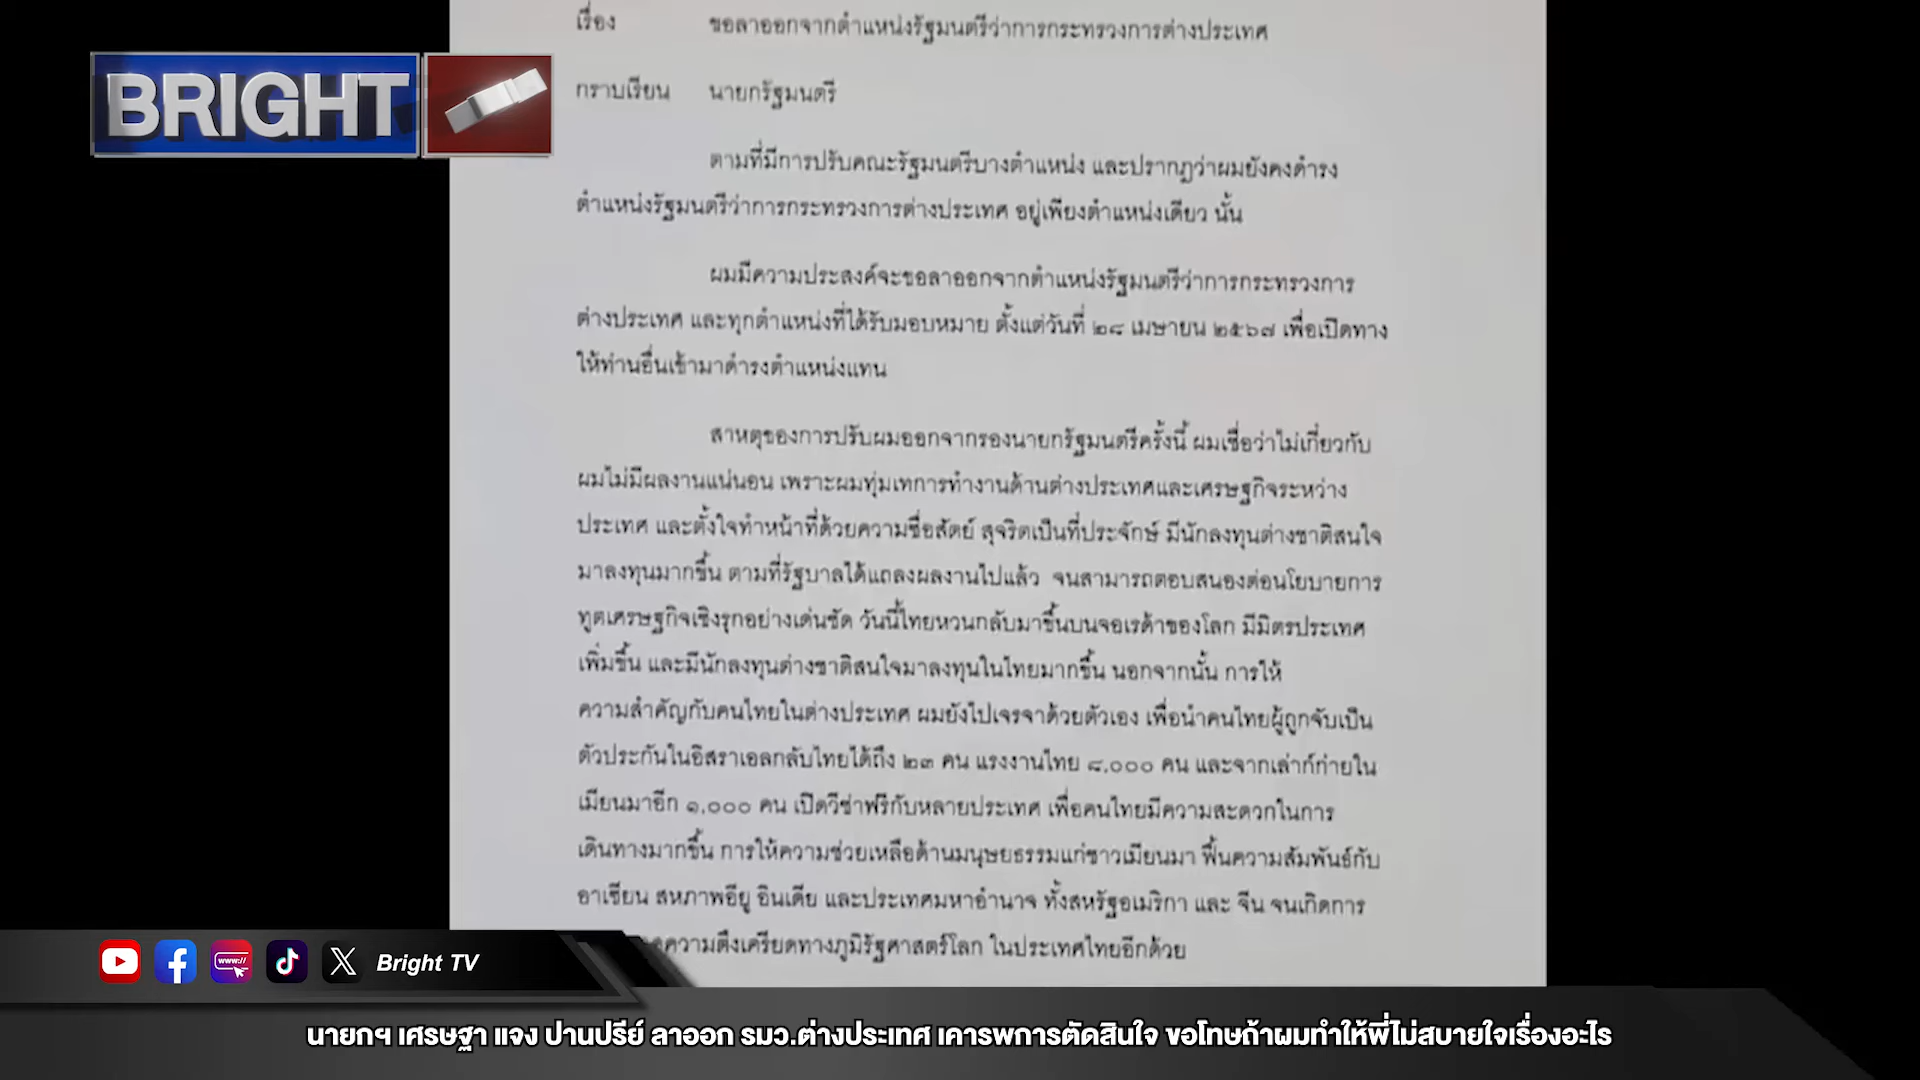 เรื่อง ขอลาออกจากตำแหน่งรัฐมนตรีว่าการกระทรวงการต่างประเทศ
BRIGHT
กราบเรียน นายกรัฐมนตรี
ตามที่มีการปรับคณะรัฐมนตรีบางตำแหน่ง และปรากฏว่าผมยังคงดำรง
ตำแหน่งรัฐมนตรีว่าการกระทรวงการต่างประเทศ อยู่เพียงตำแหน่งเดียว นั้น
ผมมีความประสงค์จะขอลาออกจากตำแหน่งรัฐมนตรีว่าการกระทรวงการ
ต่างประเทศ และทุกตำแหน่งที่ได้รับมอบหมาย ตั้งแต่วันที่ ๒๘ เมษายน ๒๕๖๗ เพื่อเปิดทาง
ให้ท่านอื่นเข้ามาดำรงตำแหน่งแทน
สาเหตุของการปรับผมออกจากรองนายกรัฐมนตรีครั้งนี้ ผมเชื่อว่าไม่เกี่ยวกับ
ผมไม่มีผลงานแน่นอน เพราะผมทุ่มเทการทำงานด้านต่างประเทศและเศรษฐกิจระหว่าง
ประเทศ และตั้งใจทำหน้าที่ด้วยความซื่อสัตย์ สุจริตเป็นที่ประจักษ์ มีนักลงทุนต่างชาติสนใจ
มาลงทุนมากขึ้น ตามที่รัฐบาลได้แถลงผลงานไปแล้ว จนสามารถตอบสนองต่อนโยบายการ
ทูตเศรษฐกิจเชิงรุกอย่างเด่นชัด วันนี้ไทยหวนกลับมาขึ้นบนจอเรด้าของโลก มีมิตรประเทศ
เพิ่มขึ้น และมีนักลงทุนต่างชาติสนใจมาลงทุนในไทยมากขึ้น นอกจากนั้น การให้
ความสำคัญกับคนไทยในต่างประเทศ ผมยังไปเจรจาด้วยตัวเอง เพื่อนำคนไทยผู้ถูกจับเป็น
ตัวประกันในอิสราเอลกลับไทยได้ถึง ๒๓ คน แรงงานไทย ๘,๐๐๐ คน และจากเล่าก์ก่ายใน
เมียนมาอีก ๑,๐๐๐ คน เปิดวีซ่าฟรีกับหลายประเทศ เพื่อคนไทยมีความสะดวกในการ
เดินทางมากขึ้น การให้ความช่วยเหลือด้านมนุษยธรรมแก่ชาวเมียนมา ฟื้นความสัมพันธ์กับ
อาเซียน สหภาพอียู อินเดีย และประเทศมหาอำนาจ ทั้งสหรัฐอเมริกา และ จีน จนเกิดการ
ความตึงเครียดทางภูมิรัฐศาสตร์โลก ในประเทศไทยอีกด้วย
www:// Bright TV
นายกฯ เศรษฐา แจง ปานปรีย์ ลาออก รมว.ต่างประเทศ เคารพการตัดสินใจ ขอโทษถ้าผมทำให้พี่ไม่สบายใจเรื่องอะไร